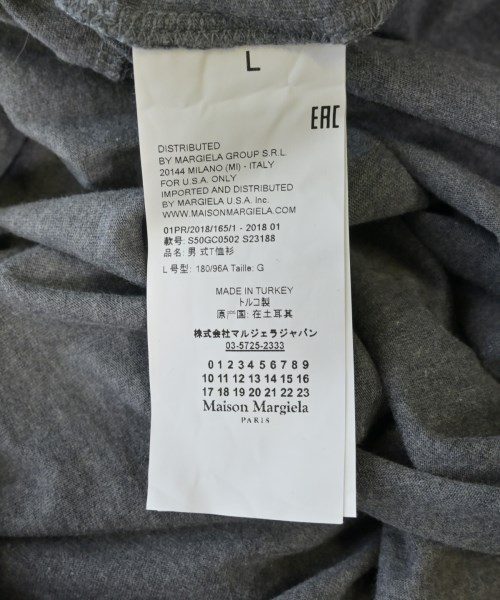 L
EAC
DISTRIBUTED
BY MARGIELA GROUP S.R.L
20144 MILANO (MI) - ITALY
FOR U.S.A. ONLY
IMPORTED AND DISTRIBUTED
BY MARGIELA U.S.A. Inc.
WWW.MAISONMARGIELA.COM
01PR/2018/165/1 - 2018 01
款号: S50GC0502 S23188
品名: 男 式T恤衫
L 号型: 180/96A Taille: G
MADE IN TURKEY
トルコ製
原产国: 在土耳其
株式会社マルジェラジャパン
03-5725-2333
0 1 2 3 4 5 6 7 8 9
10 11 12 13 14 15 16
17 18 19 20 21 22 23
Maison Margiela
PARIS